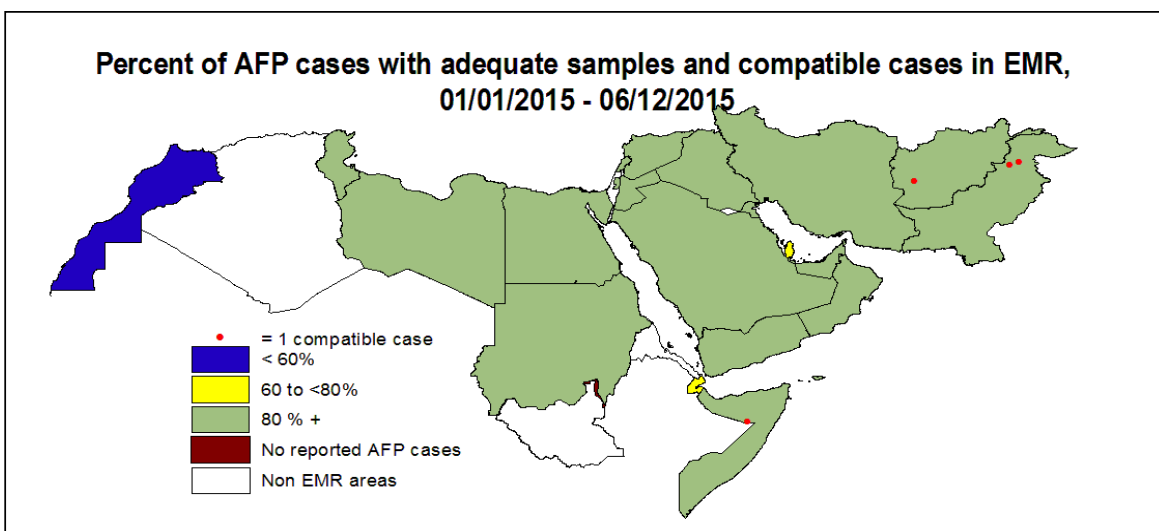 Percent of AFP cases with adequate samples and compatible cases in EMR,
01/01/2015 - 06/12/2015
= 1 compatible case
< 60%
60 to <80%
80 % +
No reported AFP cases
Non EMR areas